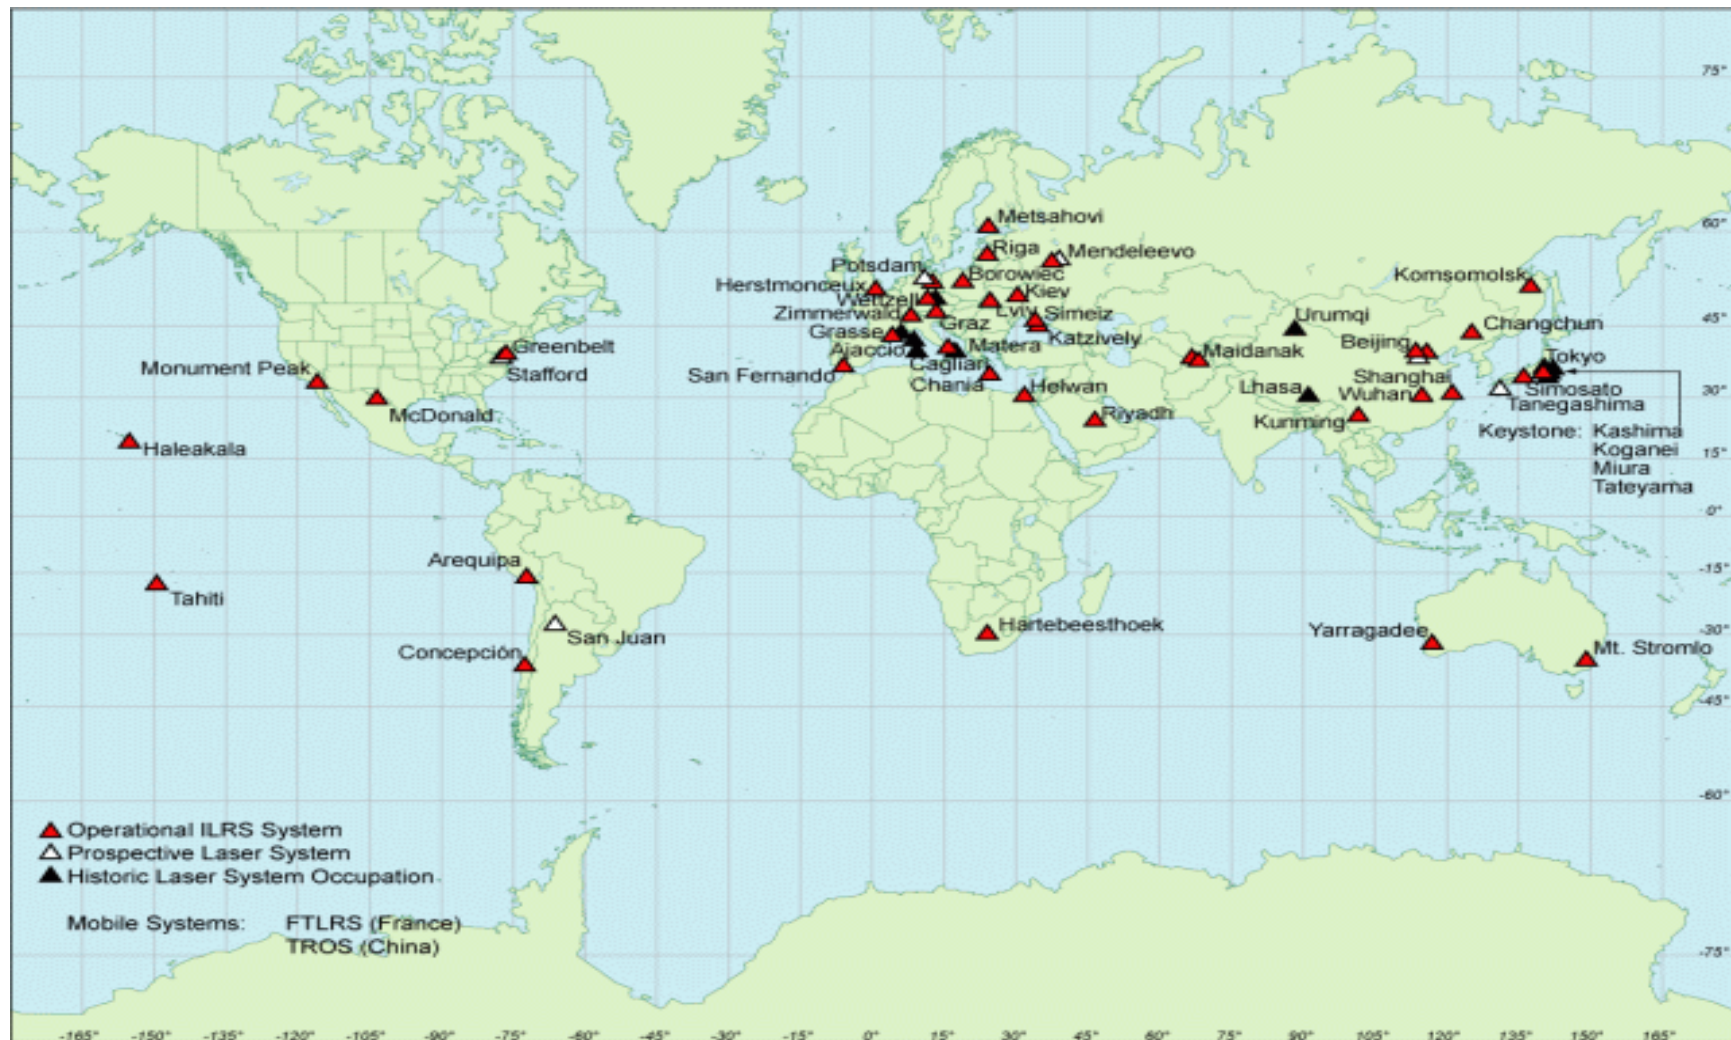 75°
Metsahovi
60°
Riga
Mendeleevo
Potsdam
Borowiec
Komsomolsk
Herstmonceux
Kiev
Wettzell
Lviv
Simeiz
Urumqi
Zimmerwald
45°
Graz
Changchun
Grasse
Katzively
Beijing
Greenbelt
Ajaccio
Matera
Maidanak
Tokyo
Monument Peak
Stafford
San Fernando
Cagliari
Shanghai
Simosato
Chania
Helwan
Lhasa
Wuhan
30°
Tanegashima
McDonald
Riyadh
Kunming
Keystone: Kashima
Haleakala
Koganei
15°
Miura
Tateyama
0°
Arequipa
-15°
Tahiti
Hartebeesthoek
Yarragadee
San Juan
-30°
Concepción
Mt. Stromlo
-45°
-60°
Operational ILRS System
Prospective Laser System
Historic Laser System Occupation
Mobile Systems: FTLRS (France)
TROS (China)
-75°
-165° -150° -135° -120° -105° -90° -75° -60° -45° -30° -15° 0° 15° 30° 45° 60° 75° 90° 105° 120° 135° 150° 165°